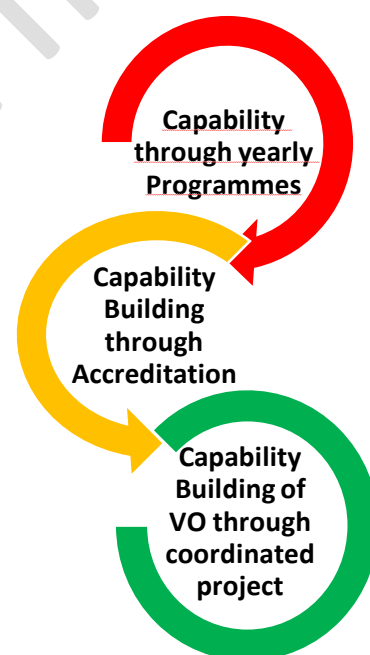 Capability
through yearly
Programmes
Capability
Building
through
Accreditation
Capability
Building of
VO through
coordinated
project